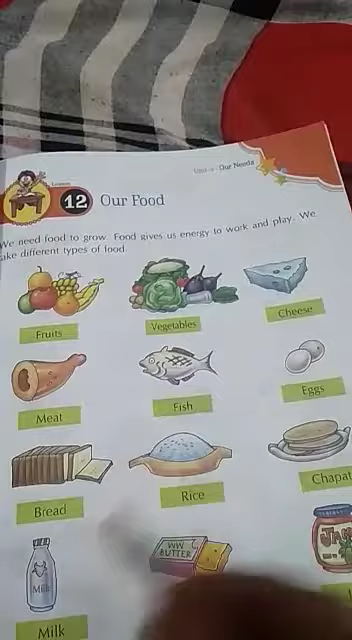 Unit-3 : Our Needs
Lesson
12 Our Food
We need food to grow. Food gives us energy to work and play. We
ake different types of food.
Fruits
Vegetables
Cheese
Meat
Fish
Eggs
Bread
Rice
Chapat
WW
BUTTER
Milk
JAM
Milk